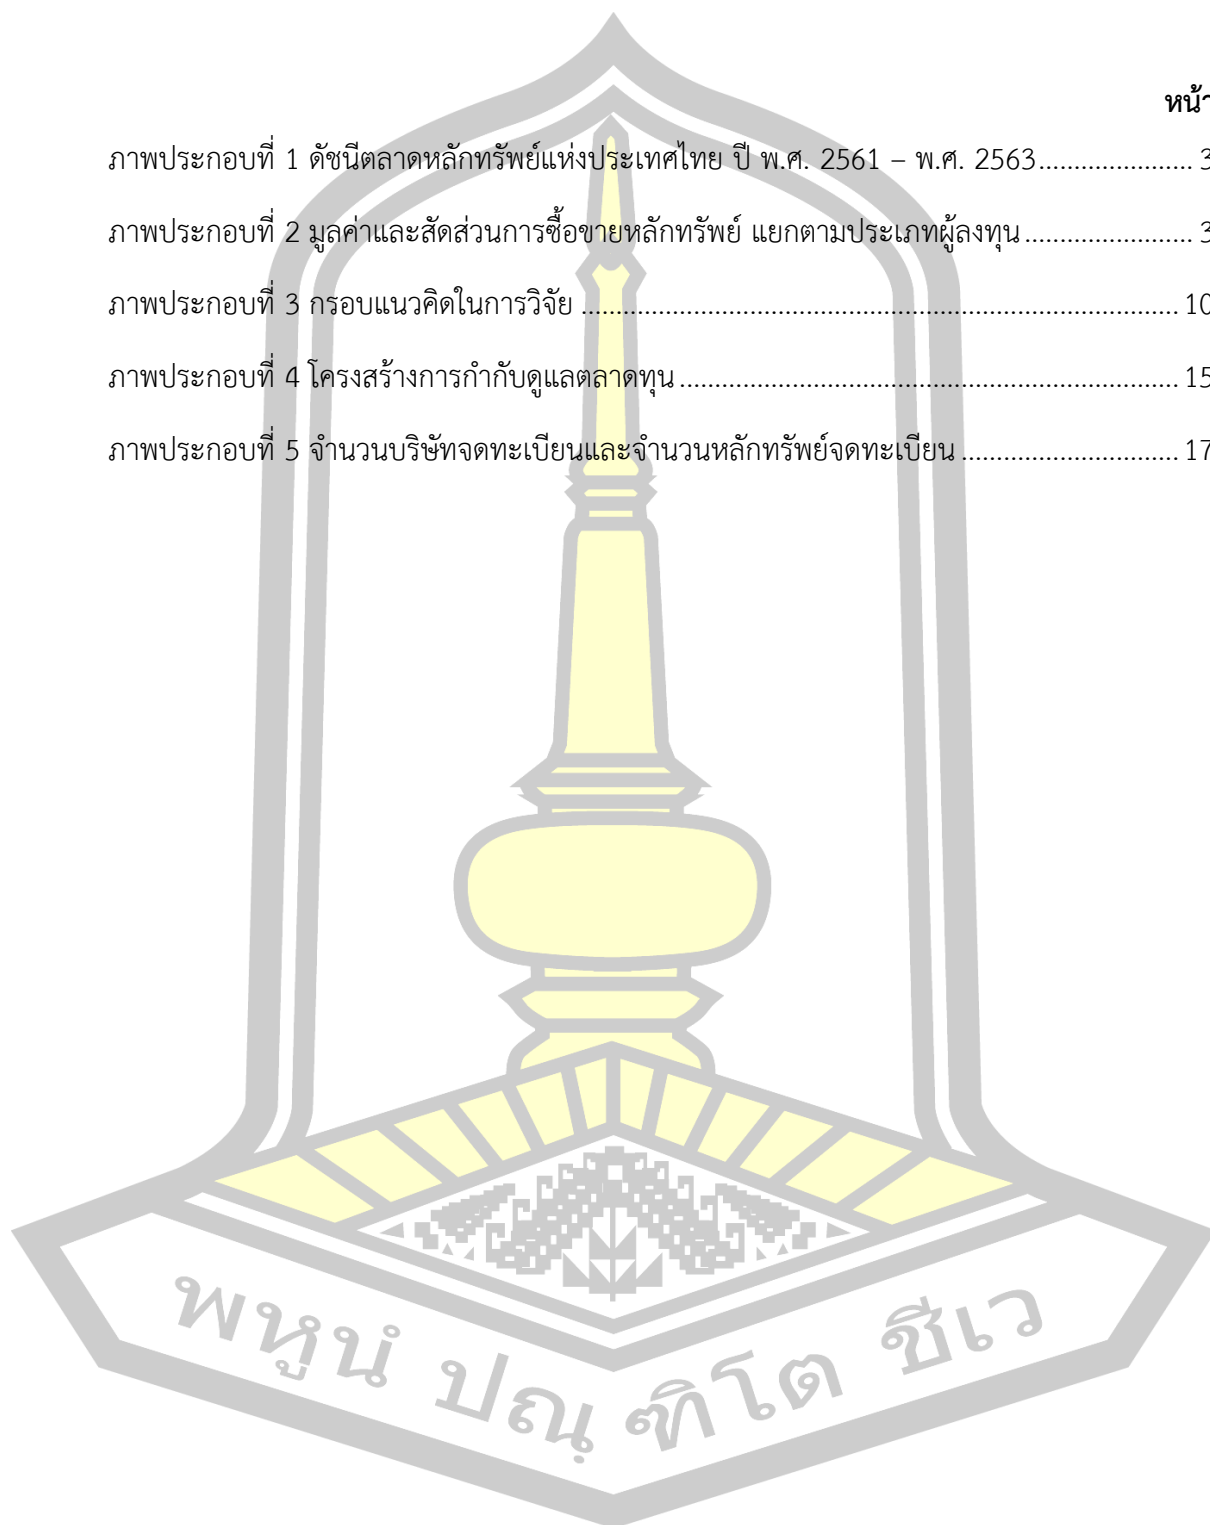 หน้า
ภาพประกอบที่ 1 ดัชนีตลาดหลักทรัพย์แห่งประเทศไทย ปี พ.ศ. 2561 – พ.ศ. 2563...................... 3
ภาพประกอบที่ 2 มูลค่าและสัดส่วนการซื้อขายหลักทรัพย์ แยกตามประเภทผู้ลงทุน........................ 3
ภาพประกอบที่ 3 กรอบแนวคิดในการวิจัย ..................................................................................... 10
ภาพประกอบที่ 4 โครงสร้างการกำกับดูแลตลาดทุน....................................................................... 15
ภาพประกอบที่ 5 จำนวนบริษัทจดทะเบียนและจำนวนหลักทรัพย์จดทะเบียน ............................... 17
พหูนํ ปณฺ ฑิโต ชีเว